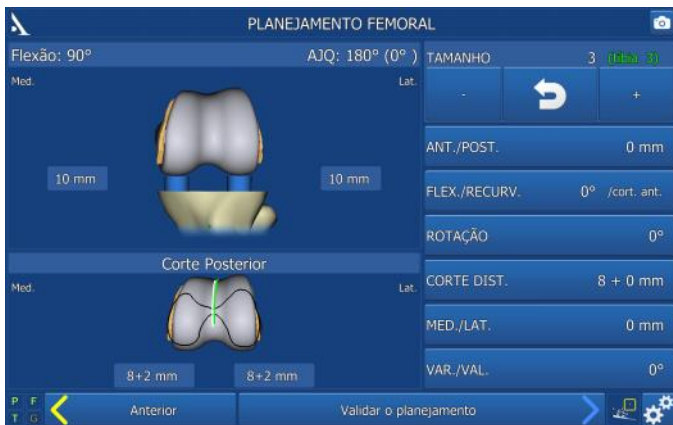 PLANEJAMENTO FEMORAL
Flexão: 90° AJQ: 180° (0° )
Med. Lat.
10 mm 10 mm
Corte Posterior
Med. Lat.
8+2 mm 8+2 mm
TAMANHO 3 (tíbia 3)
- +
ANT./POST. 0 mm
FLEX./RECURV. 0° /cort. ant.
ROTAÇÃO 0°
CORTE DIST. 8 + 0 mm
MED./LAT. 0 mm
VAR./VAL. 0°
P F
T G
Anterior Validar o planejamento